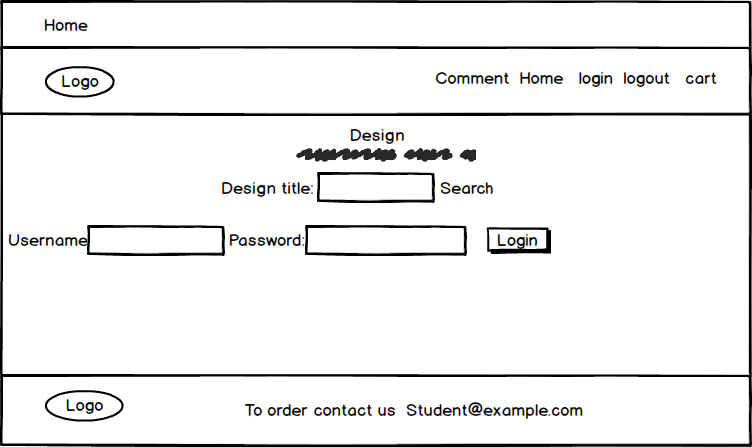 Home
Logo Comment Home login logout cart
Design
Design title: Search
Username Password: Login
Logo To order contact us Student@example.com